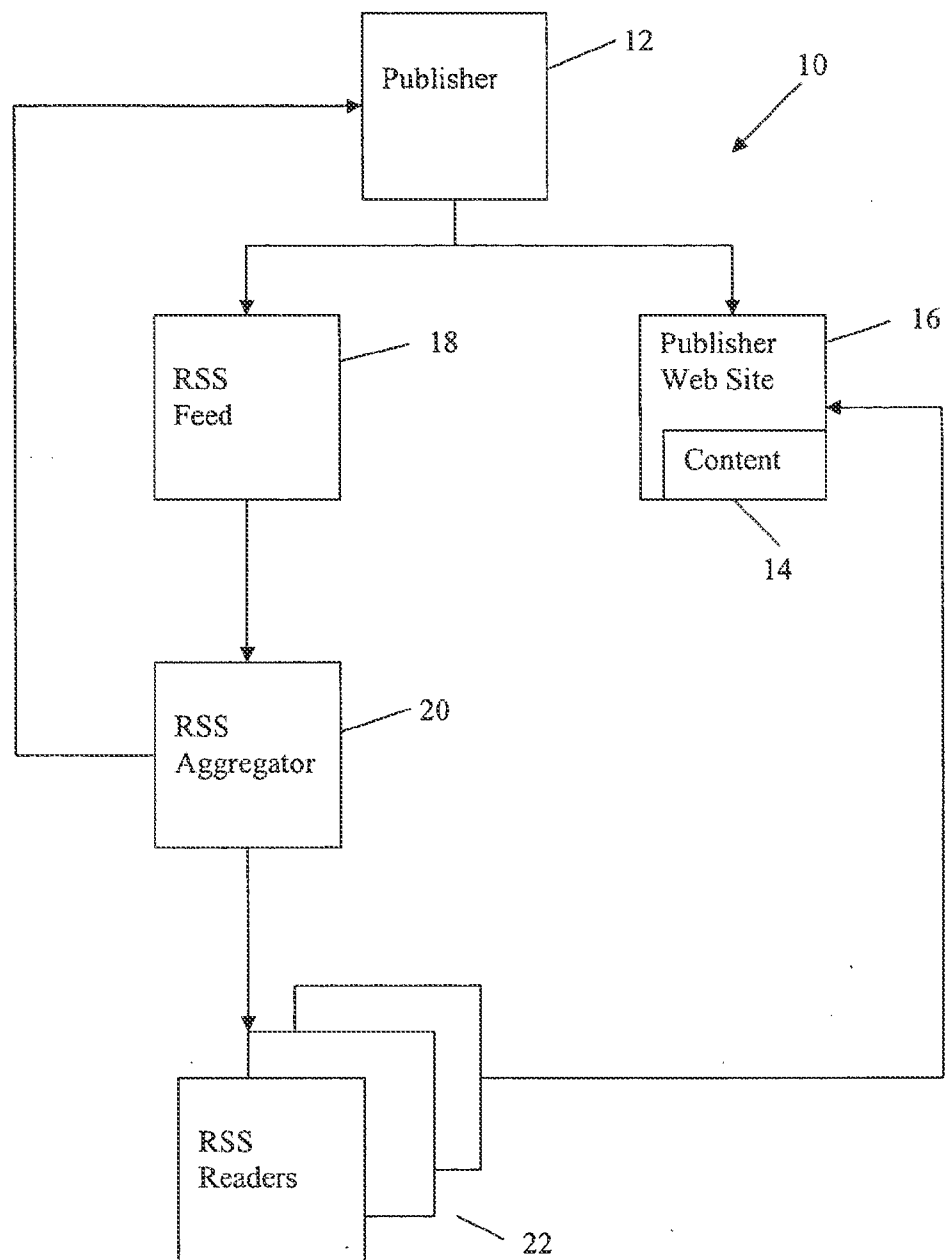 12
Publisher
10
18
RSS
Feed
16
Publisher
Web Site
Content
14
20
RSS
Aggregator
RSS
Readers
22